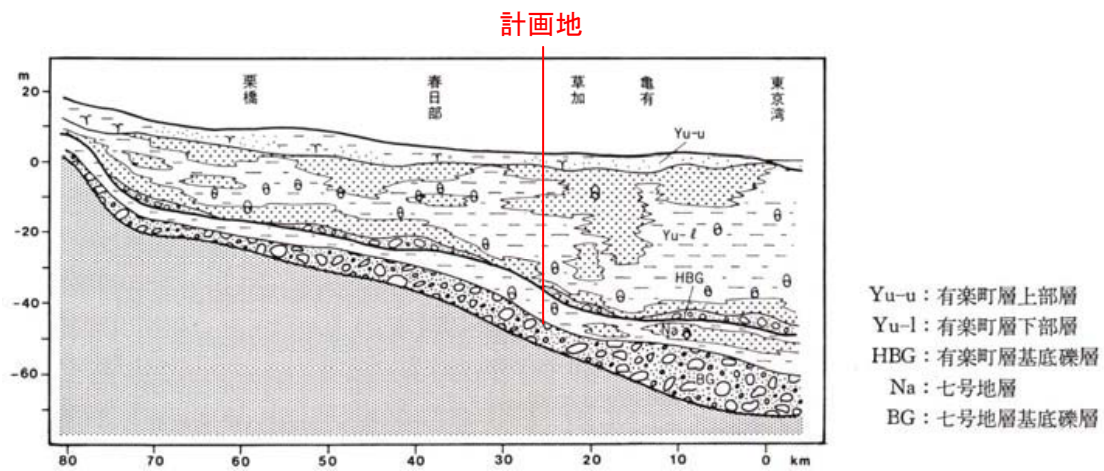 計画地
m
20
0
-20
-40
-60
栗橋
春日部
草加
亀有
東京湾
Yu-u
Yu-ℓ
HBG
Na
BG
80 70 60 50 40 30 20 10 0 km
Yu-u：有楽町層上部層
Yu-l：有楽町層下部層
HBG：有楽町層基底礫層
Na：七号地層
BG：七号地層基底礫層